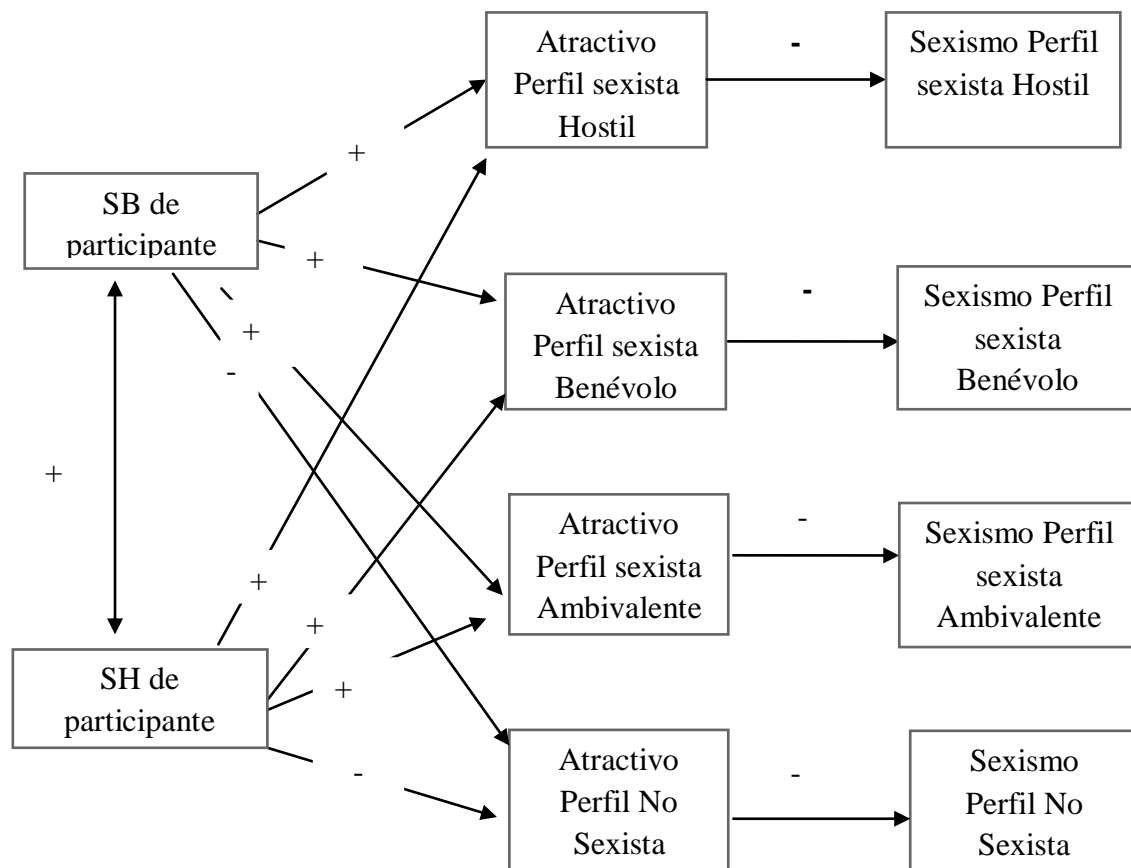 Atractivo
Perfil sexista
Hostil
-
Sexismo Perfil
sexista Hostil
+
SB de
participante
+
+
-
Atractivo
Perfil sexista
Benévolo
-
Sexismo Perfil
sexista
Benévolo
+
Atractivo
Perfil sexista
Ambivalente
-
Sexismo Perfil
sexista
Ambivalente
+
+
+
-
SH de
participante
Atractivo
Perfil No
Sexista
-
Sexismo
Perfil No
Sexista